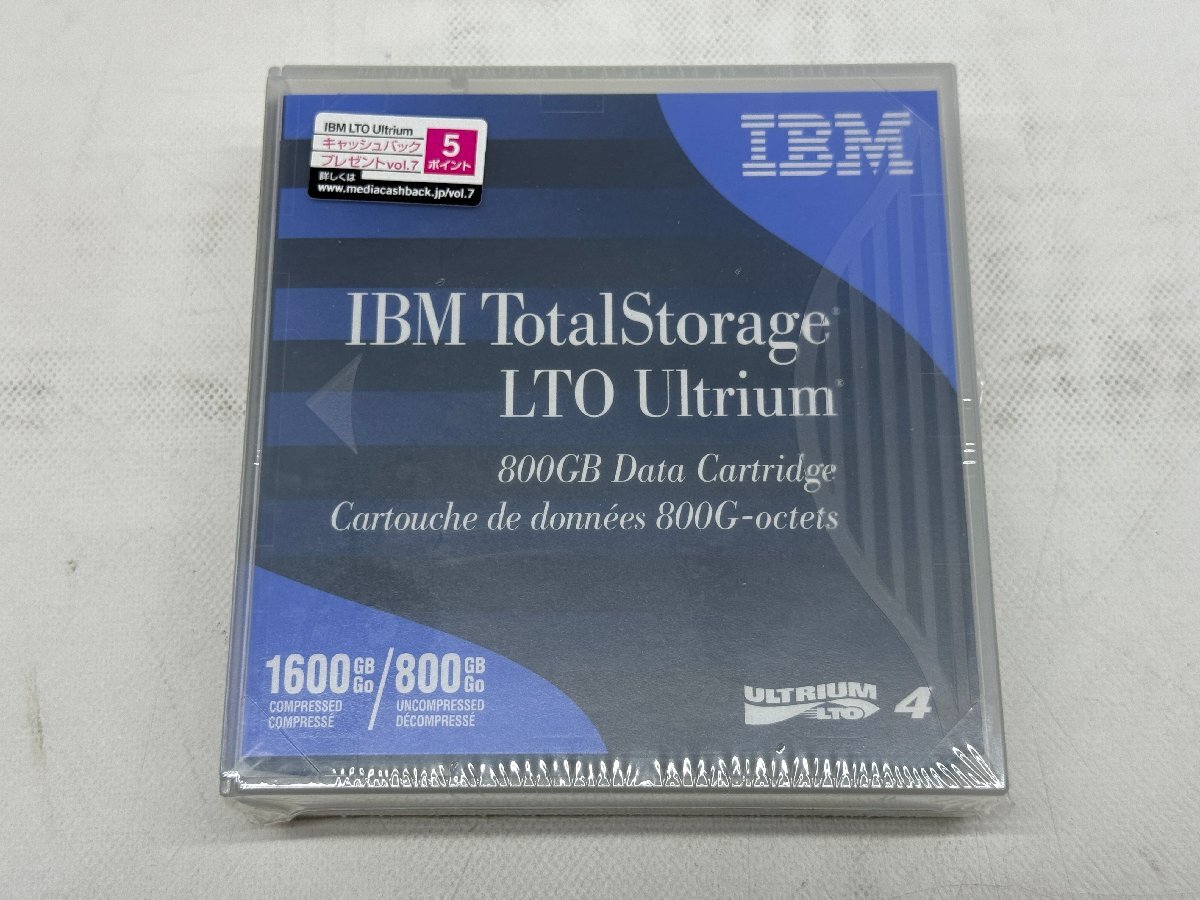 IBM LTO Ultrium
キャッシュバック
プレゼントvol.7
5
ポイント
詳しくは
www.mediacashback.jp/vol.7
IBM
IBM TotalStorage®
LTO Ultrium®
800GB Data Cartridge
Cartouche de données 800G-octets
1600 GB Go / 800 GB Go
COMPRESSED UNCOMPRESSED
COMPRESSÉ DÉCOMPRESSÉ
ULTRIUM
LTO 4